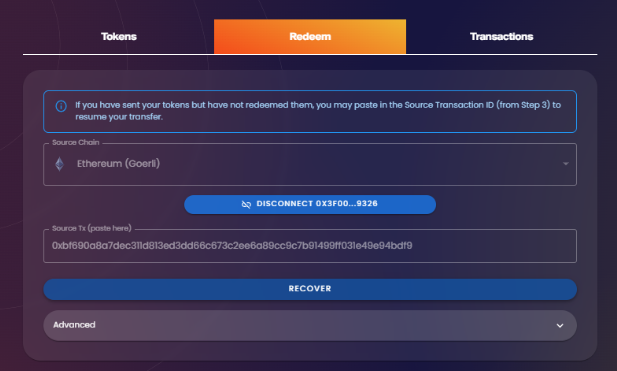 Tokens
Redeem
Transactions
If you have sent your tokens but have not redeemed them, you may paste in the Source Transaction ID (from Step 3) to
resume your transfer.
Source Chain
Ethereum (Goerli)
DISCONNECT 0X3F00...9326
Source Tx (paste here)
0xbf690a8a7dec311d813ed3dd66c673c2ee6a89cc9c7b91499ff031e49e94bdf9
RECOVER
Advanced